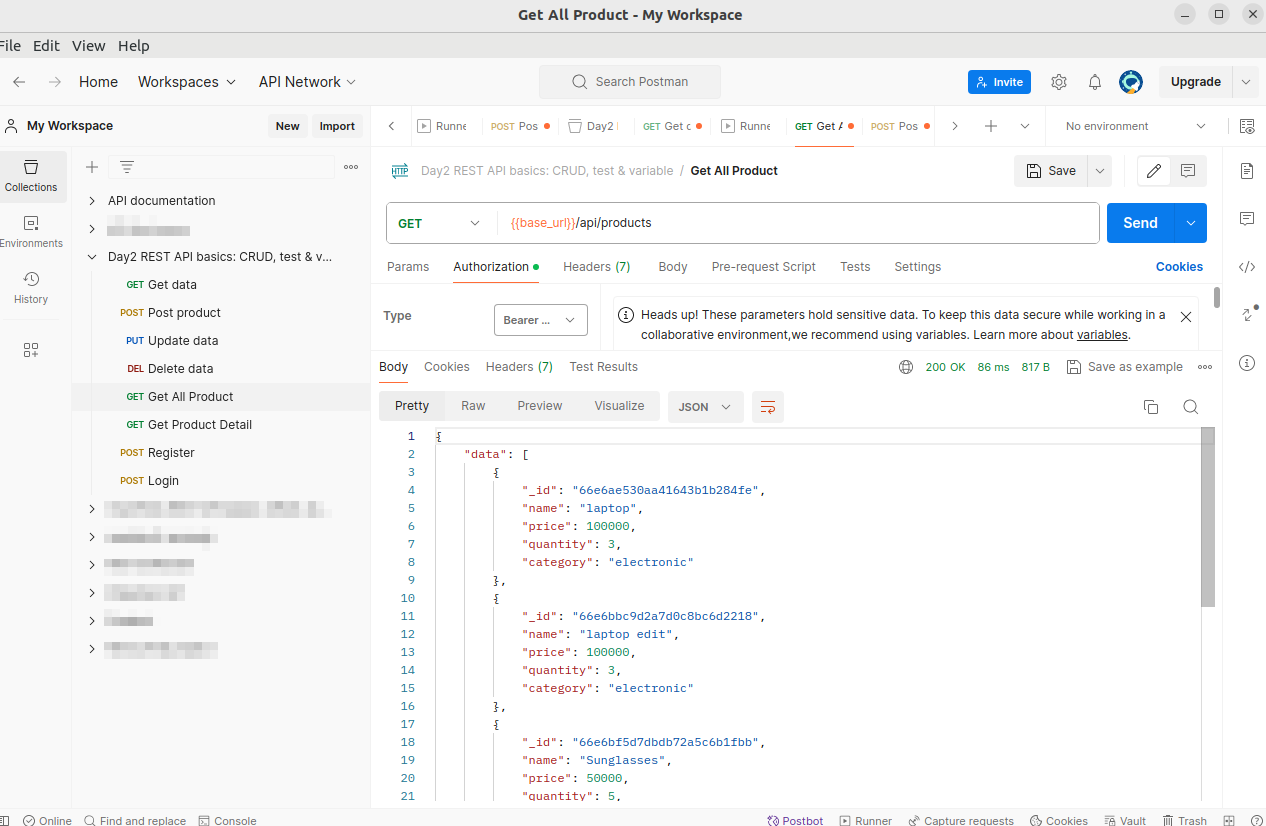 Get All Product - My Workspace
File Edit View Help
Home Workspaces API Network Search Postman Invite Upgrade
My Workspace New Import
Runne POST Pos Day2 GET Get c Runne GET Get A POST Pos No environment
Collections
Environments
History
API documentation
Day2 REST API basics: CRUD, test & v...
GET Get data
POST Post product
PUT Update data
DEL Delete data
GET Get All Product
GET Get Product Detail
POST Register
POST Login
HTTP Day2 REST API basics: CRUD, test & variable / Get All Product Save
GET {{base_url}}/api/products Send
Params Authorization Headers (7) Body Pre-request Script Tests Settings Cookies
Type Bearer ...
Heads up! These parameters hold sensitive data. To keep this data secure while working in a
collaborative environment,we recommend using variables. Learn more about variables.
Body Cookies Headers (7) Test Results 200 OK 86 ms 817 B Save as example
Pretty Raw Preview Visualize JSON
1 {
2 "data": [
3 {
4 "_id": "66e6ae530aa41643b1b284fe",
5 "name": "laptop",
6 "price": 100000,
7 "quantity": 3,
8 "category": "electronic"
9 },
10 {
11 "_id": "66e6bbc9d2a7d0c8bc6d2218",
12 "name": "laptop edit",
13 "price": 100000,
14 "quantity": 3,
15 "category": "electronic"
16 },
17 {
18 "_id": "66e6bf5d7dbdb72a5c6b1fbb",
19 "name": "Sunglasses",
20 "price": 50000,
21 "quantity": 5,
Online Find and replace Console Postbot Runner Capture requests Cookies Vault Trash